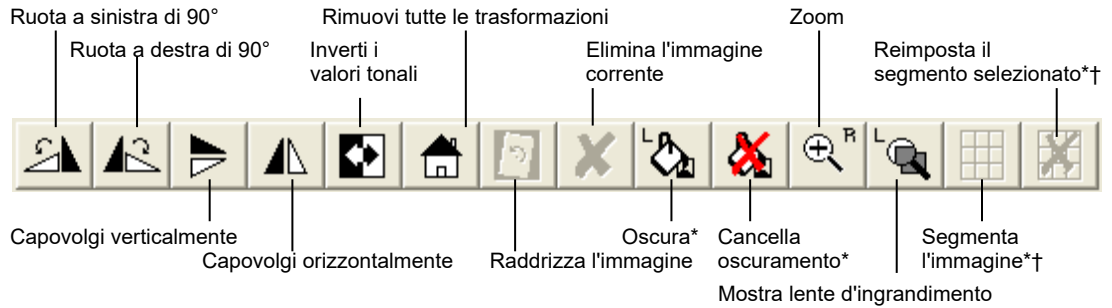 Ruota a sinistra di 90°
Rimuovi tutte le trasformazioni
Zoom
Ruota a destra di 90°
Inverti i
valori tonali
Elimina l'immagine
corrente
Reimposta il
segmento selezionato*†
L
R
L
Capovolgi verticalmente
Capovolgi orizzontalmente
Raddrizza l'immagine
Oscura*
Cancella
oscuramento*
Segmenta
l'immagine*†
Mostra lente d'ingrandimento